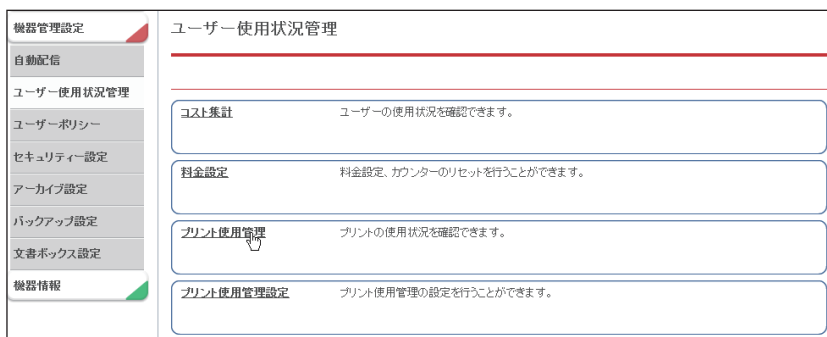 機器管理設定
自動配信
ユーザー使用状況管理
ユーザーポリシー
セキュリティー設定
アーカイブ設定
バックアップ設定
文書ボックス設定
機器情報
ユーザー使用状況管理
コスト集計 ユーザーの使用状況を確認できます。
料金設定 料金設定、カウンターのリセットを行うことができます。
プリント使用管理 プリントの使用状況を確認できます。
プリント使用管理設定 プリント使用管理の設定を行うことができます。